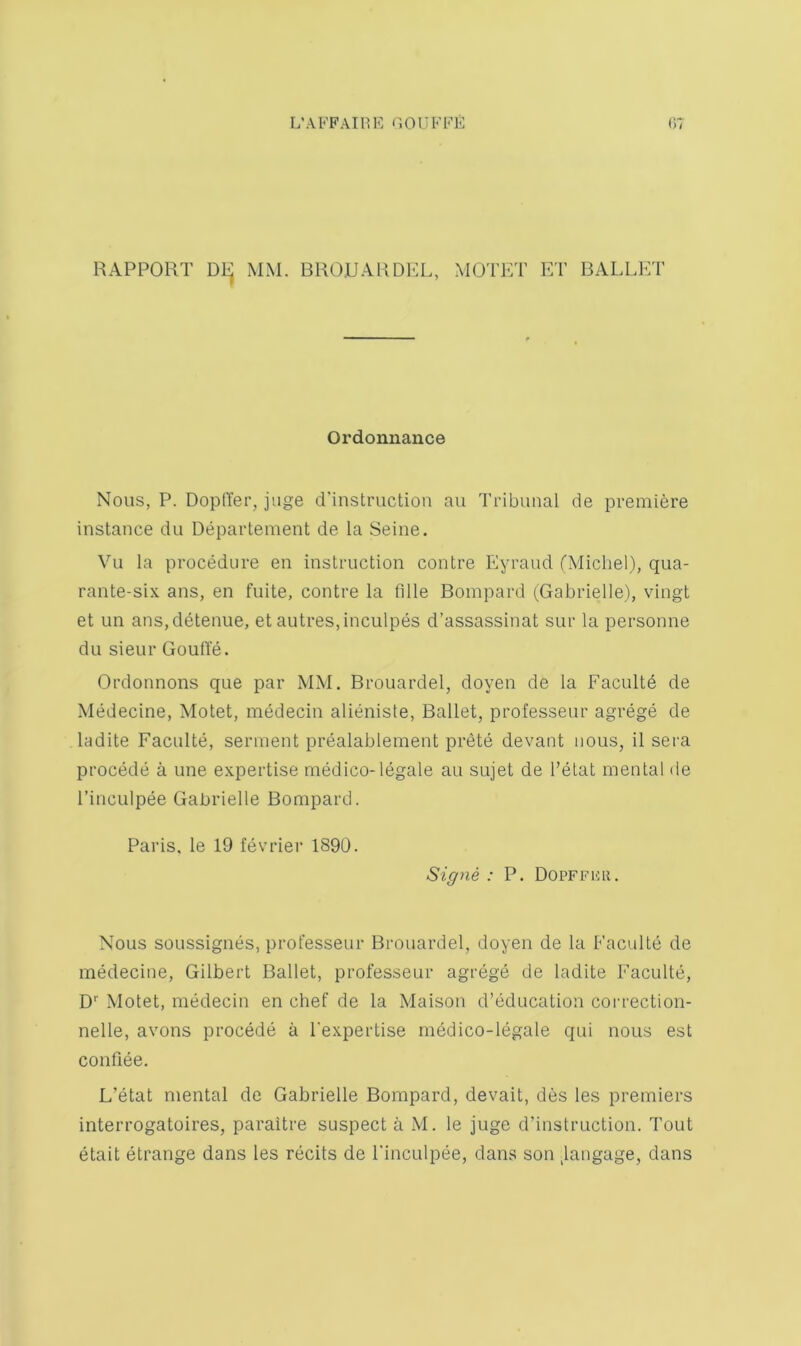 L'AFFAIRE GOUFFÉ 67
RAPPORT DE MM. BROUARDEL, MOTET ET BALLET
Ordonnance
Nous, P. Dopffer, juge d'instruction au Tribunal de première
instance du Département de la Seine.
Vu la procédure en instruction contre Eyraud (Michel), qua-
rante-six ans, en fuite, contre la fille Bompard (Gabrielle), vingt
et un ans, détenue, et autres, inculpés d'assassinat sur la personne
du sieur Gouffé.
Ordonnons que par MM. Brouardel, doyen de la Faculté de
Médecine, Motet, médecin aliéniste, Ballet, professeur agrégé de
ladite Faculté, serment préalablement prêté devant nous, il sera
procédé à une expertise médico-légale au sujet de l'état mental de
l'inculpée Gabrielle Bompard.
Paris, le 19 février 1890.
Signé : P. DOPFFER.
Nous soussignés, professeur Brouardel, doyen de la Faculté de
médecine, Gilbert Ballet, professeur agrégé de ladite Faculté,
Dr Motet, médecin en chef de la Maison d'éducation correction-
nelle, avons procédé à l'expertise médico-légale qui nous est
confiée.
L'état mental de Gabrielle Bompard, devait, dès les premiers
interrogatoires, paraître suspect à M. le juge d'instruction. Tout
était étrange dans les récits de l'inculpée, dans son langage, dans